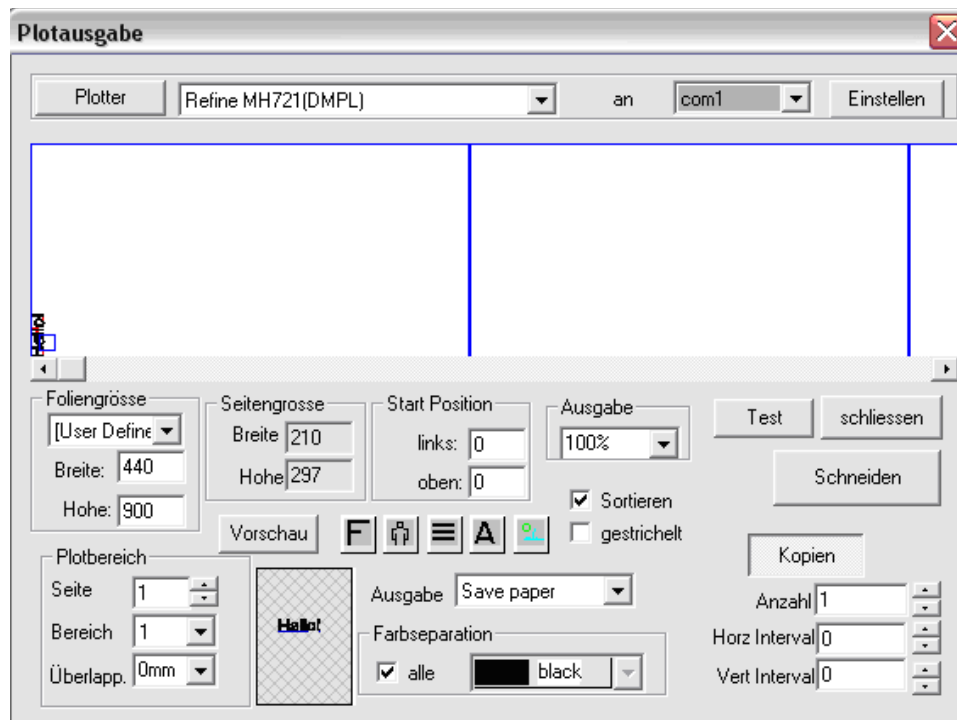 Plotausgabe
Plotter Refine MH721(DMPL) an com1 Einstellen
Hallo!
Foliengrösse
[User Define
Breite: 440
Hohe: 900
Seitengrosse
Breite 210
Hohe 297
Start Position
links: 0
oben: 0
Ausgabe
100%
Test schliessen
Schneiden
Sortieren
gestrichelt
Vorschau F A
Kopien
Anzahl 1
Horz Interval 0
Vert Interval 0
Plotbereich
Seite 1
Bereich 1
Überlapp. 0mm
Hallo!
Ausgabe Save paper
Farbseparation
alle black